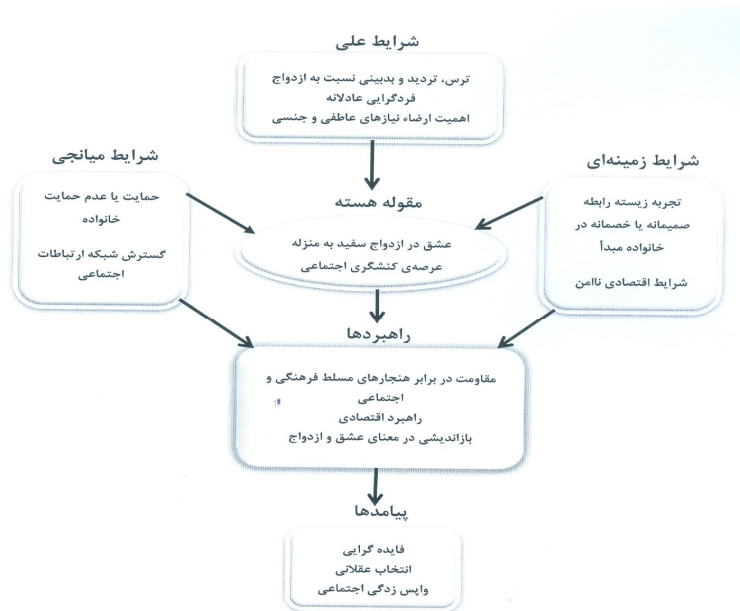 شرایط علی
ترس، تردید و بدبینی نسبت به ازدواج
فردگرایی عادلانه
اهمیت ارضاء نیازهای عاطفی و جنسی
شرایط زمینه‌ای
تجربه زیسته رابطه
صمیمانه یا خصمانه در
خانواده مبدأ
شرایط اقتصادی ناامن
شرایط میانجی
حمایت یا عدم حمایت
خانواده
گسترش شبکه ارتباطات
اجتماعی
مقوله هسته
عشق در ازدواج سفید به منزله
عرصه‌ی کنشگری اجتماعی
راهبردها
مقاومت در برابر هنجارهای مسلط فرهنگی و
اجتماعی
راهبرد اقتصادی
بازاندیشی در معنای عشق و ازدواج
پیامدها
فایده گرایی
انتخاب عقلانی
واپس زدگی اجتماعی